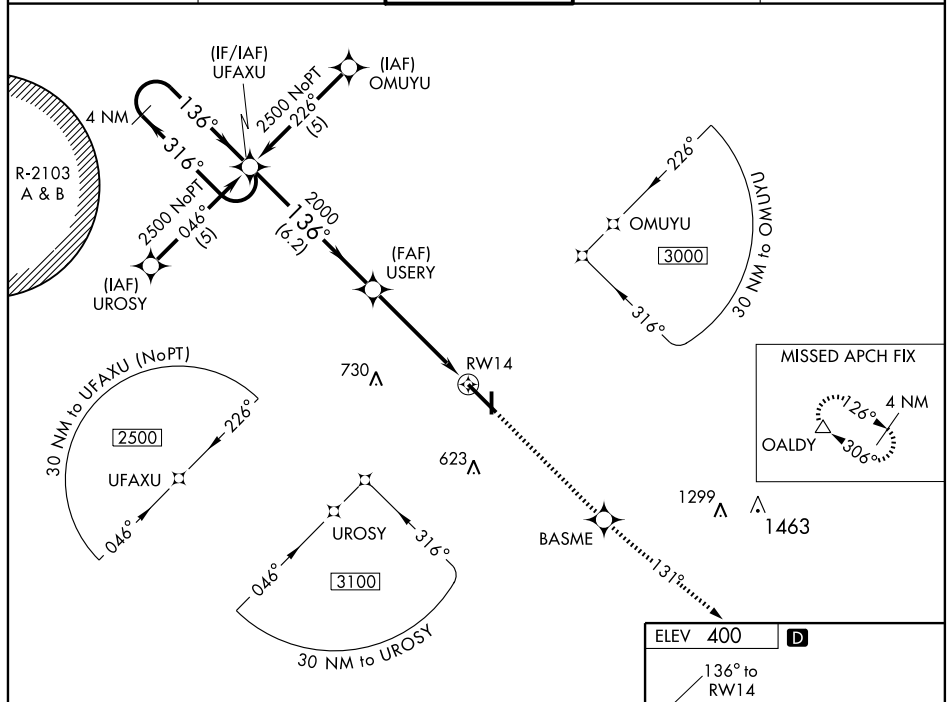 (IF/IAF)
UFAXU
(IAF)
OMUYU
2500 NoPT
226°
(5)
4 NM
136°
316°
R-2103
A & B
2500 NoPT
046°
(5)
(IAF)
UROSY
2000
136°
(6.2)
(FAF)
USERY
226°
OMUYU
3000
316°
30 NM to OMUYU
730
RW14
MISSED APCH FIX
4 NM
126°
OALDY
306°
30 NM to UFAXU (NoPT)
2500
226°
UFAXU
046°
623
1299
1463
BASME
131°
UROSY
046°
316°
3100
30 NM to UROSY
ELEV 400
D
136° to
RW14